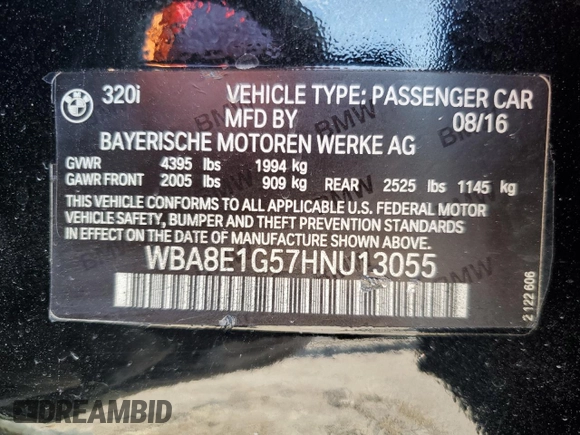 320i VEHICLE TYPE: PASSENGER CAR
MFD BY 08/16
BAYERISCHE MOTOREN WERKE AG
GVWR 4395 lbs 1994 kg
GAWR FRONT 2005 lbs 909 kg REAR 2525 lbs 1145 kg
THIS VEHICLE CONFORMS TO ALL APPLICABLE U.S. FEDERAL MOTOR
VEHICLE SAFETY, BUMPER AND THEFT PREVENTION STANDARDS
IN EFFECT ON THE DATE OF MANUFACTURE SHOWN ABOVE.
WBA8E1G57HNU13055
2 122 606
DREAMBID